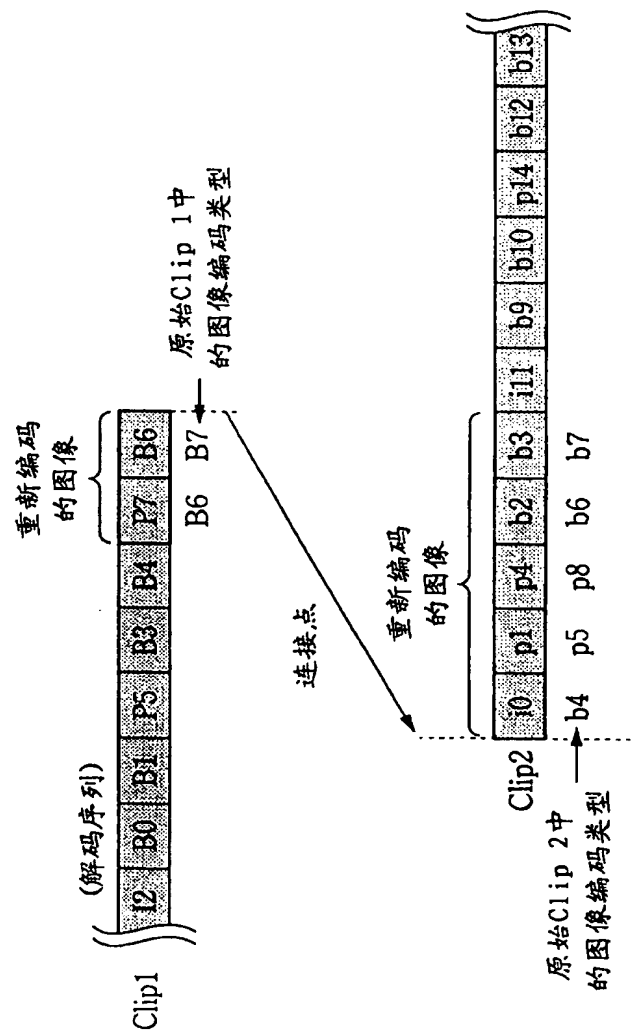 (解码序列)
重新编码
的图像
Clip1
I2 B0 B1 P5 B3 B4 P7 B6
B6 B7
原始Clip 1中
的图像编码类型
连接点
重新编码
的图像
Clip2
i0 p1 p4 b2 b3 i11 b9 b10 p14 b12 b13
b4 p5 p8 b6 b7
原始Clip 2中
的图像编码类型